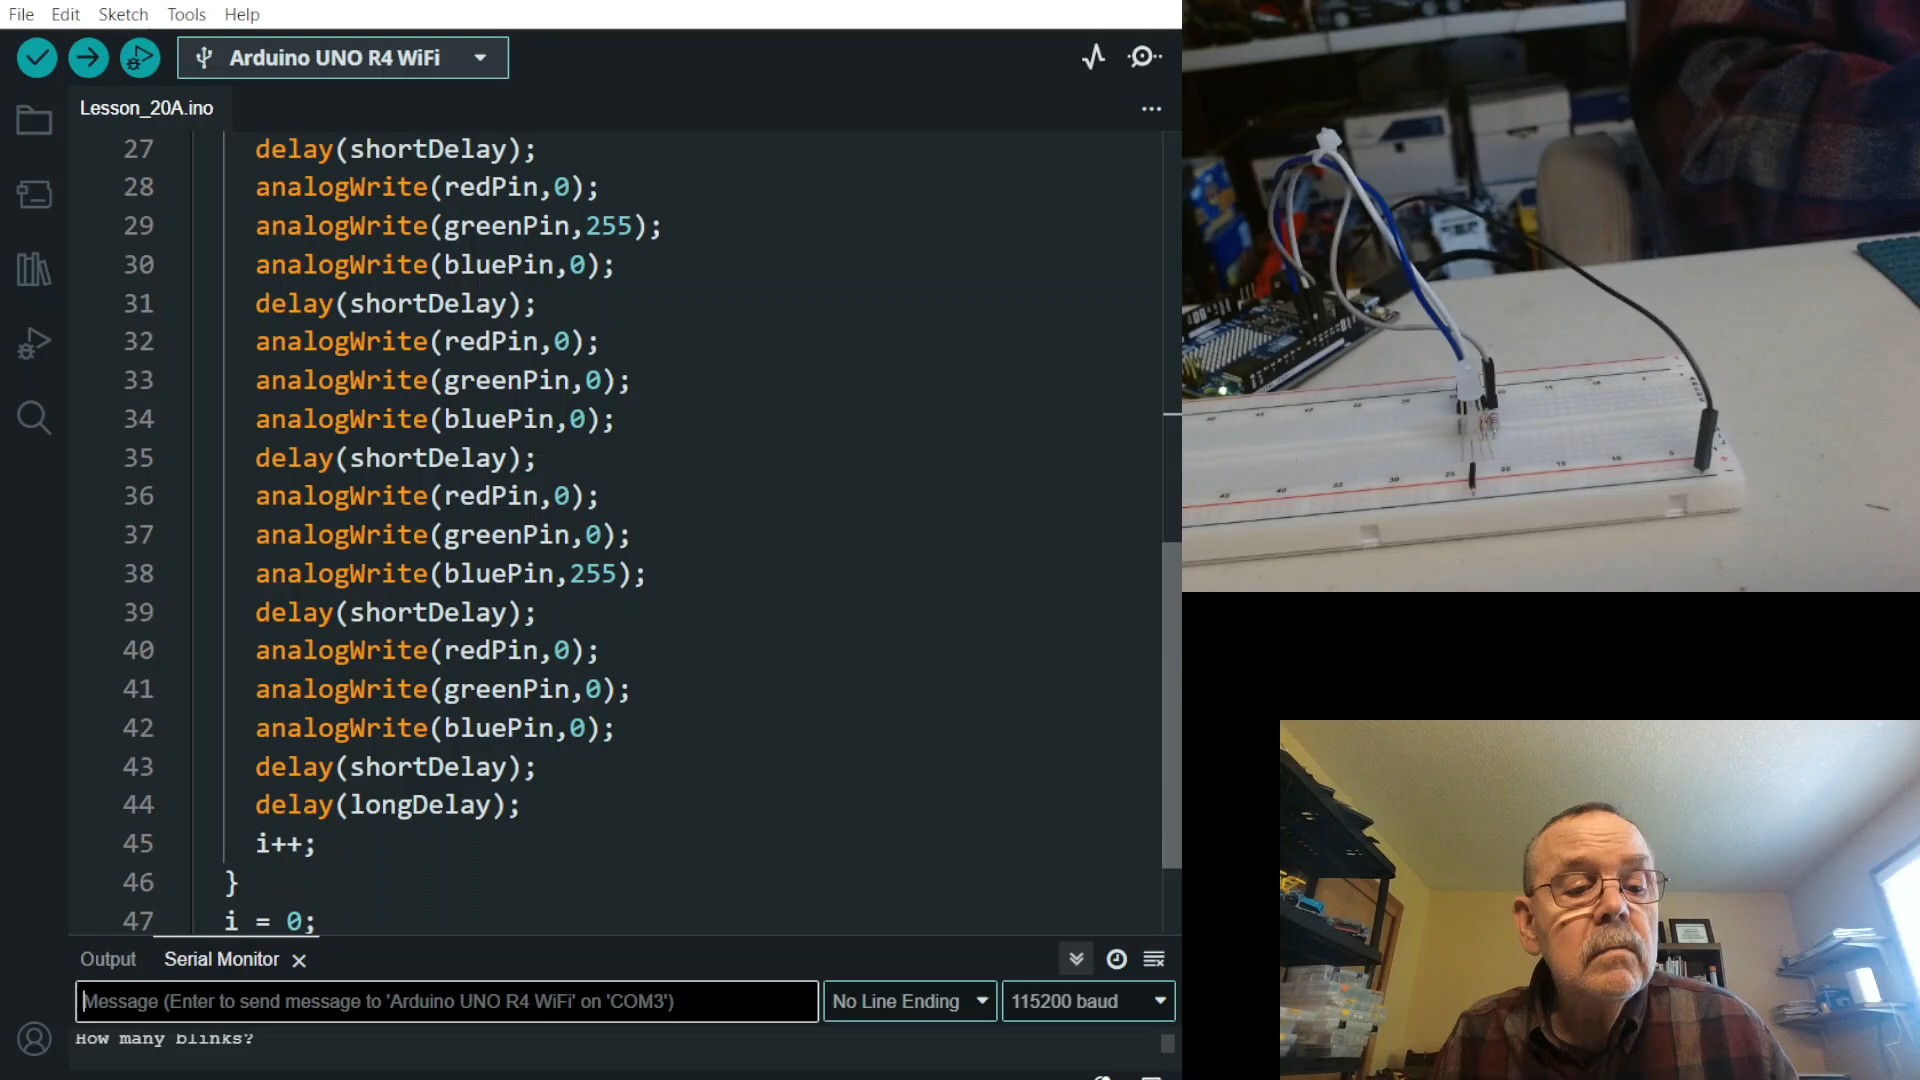 File Edit Sketch Tools Help
Arduino UNO R4 WiFi
Lesson_20A.ino
27 delay(shortDelay);
28 analogWrite(redPin,0);
29 analogWrite(greenPin,255);
30 analogWrite(bluePin,0);
31 delay(shortDelay);
32 analogWrite(redPin,0);
33 analogWrite(greenPin,0);
34 analogWrite(bluePin,0);
35 delay(shortDelay);
36 analogWrite(redPin,0);
37 analogWrite(greenPin,0);
38 analogWrite(bluePin,255);
39 delay(shortDelay);
40 analogWrite(redPin,0);
41 analogWrite(greenPin,0);
42 analogWrite(bluePin,0);
43 delay(shortDelay);
44 delay(longDelay);
45 i++;
46 }
47 i = 0;
Output Serial Monitor
Message (Enter to send message to 'Arduino UNO R4 WiFi' on 'COM3') No Line Ending 115200 baud
How many blinks?